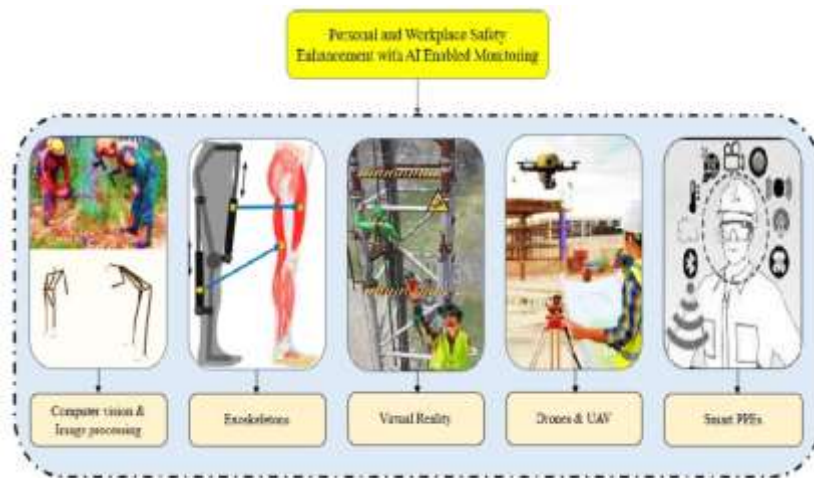 Personal and Workplace Safety
Enhancement with AI Enabled Monitoring
Computer vision &
Image processing
Exoskeletons
Virtual Reality
Drones & UAV
Smart PPEs